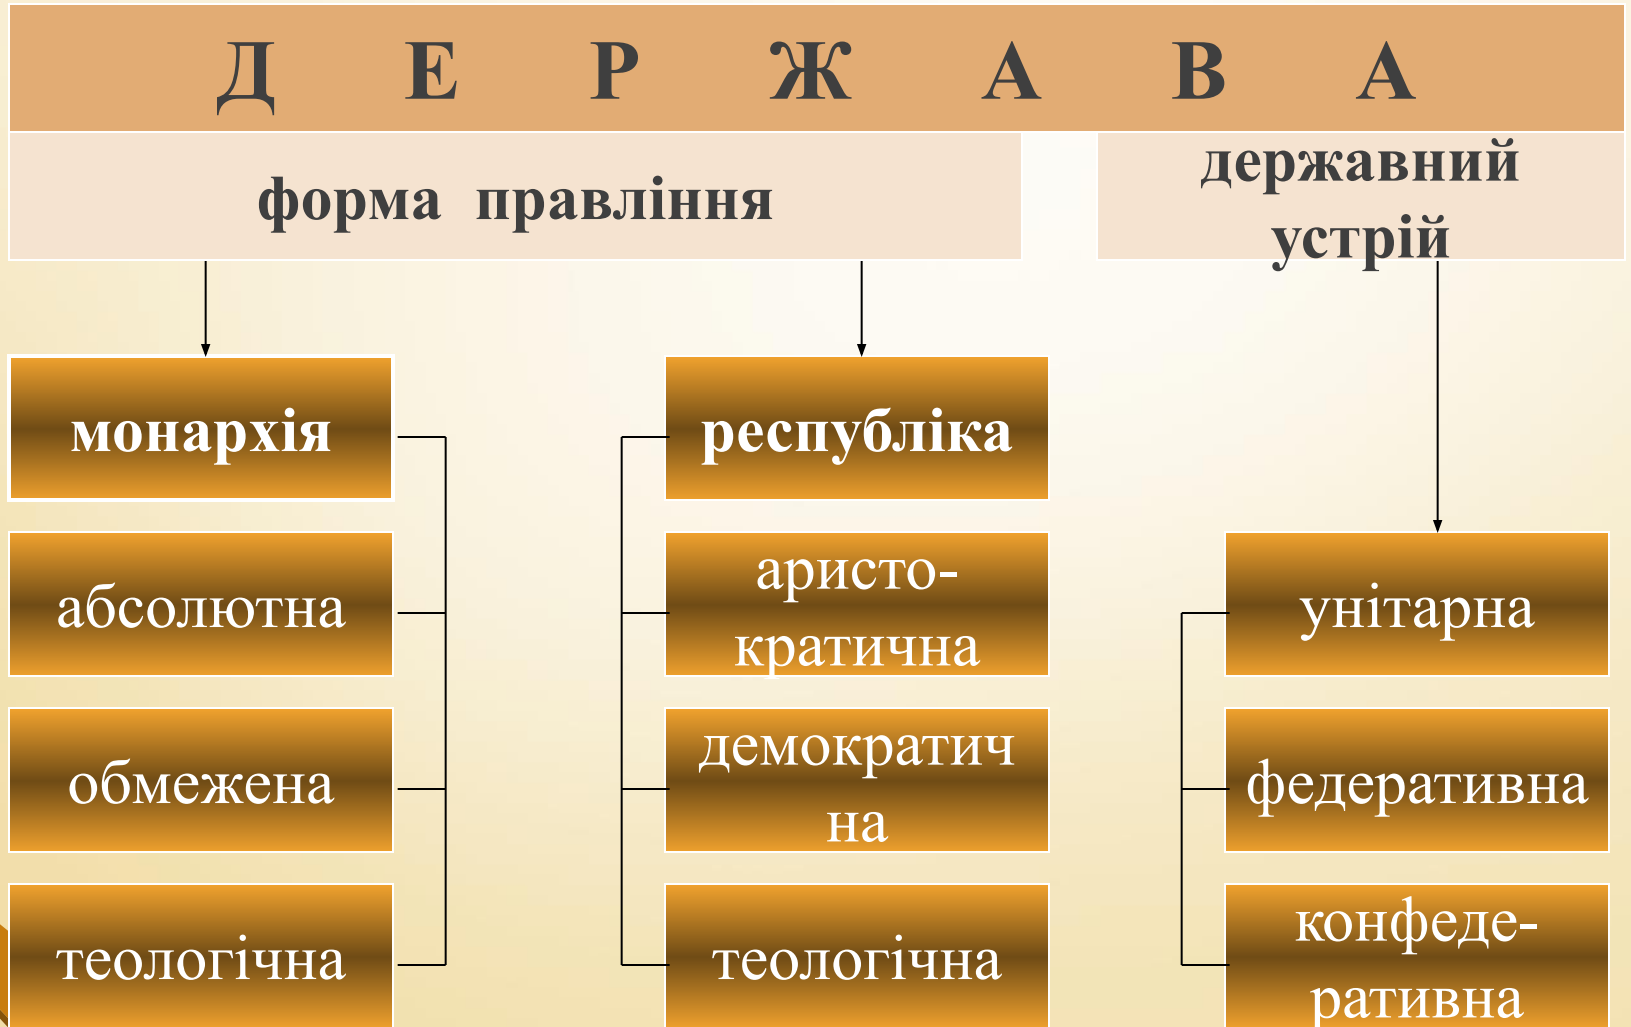 Д Е Р Ж А В А
форма правління
державний
устрій
монархія
республіка
абсолютна
аристо-
кратична
унітарна
обмежена
демократич
на
федеративна
теологічна
теологічна
конфеде-
ративна